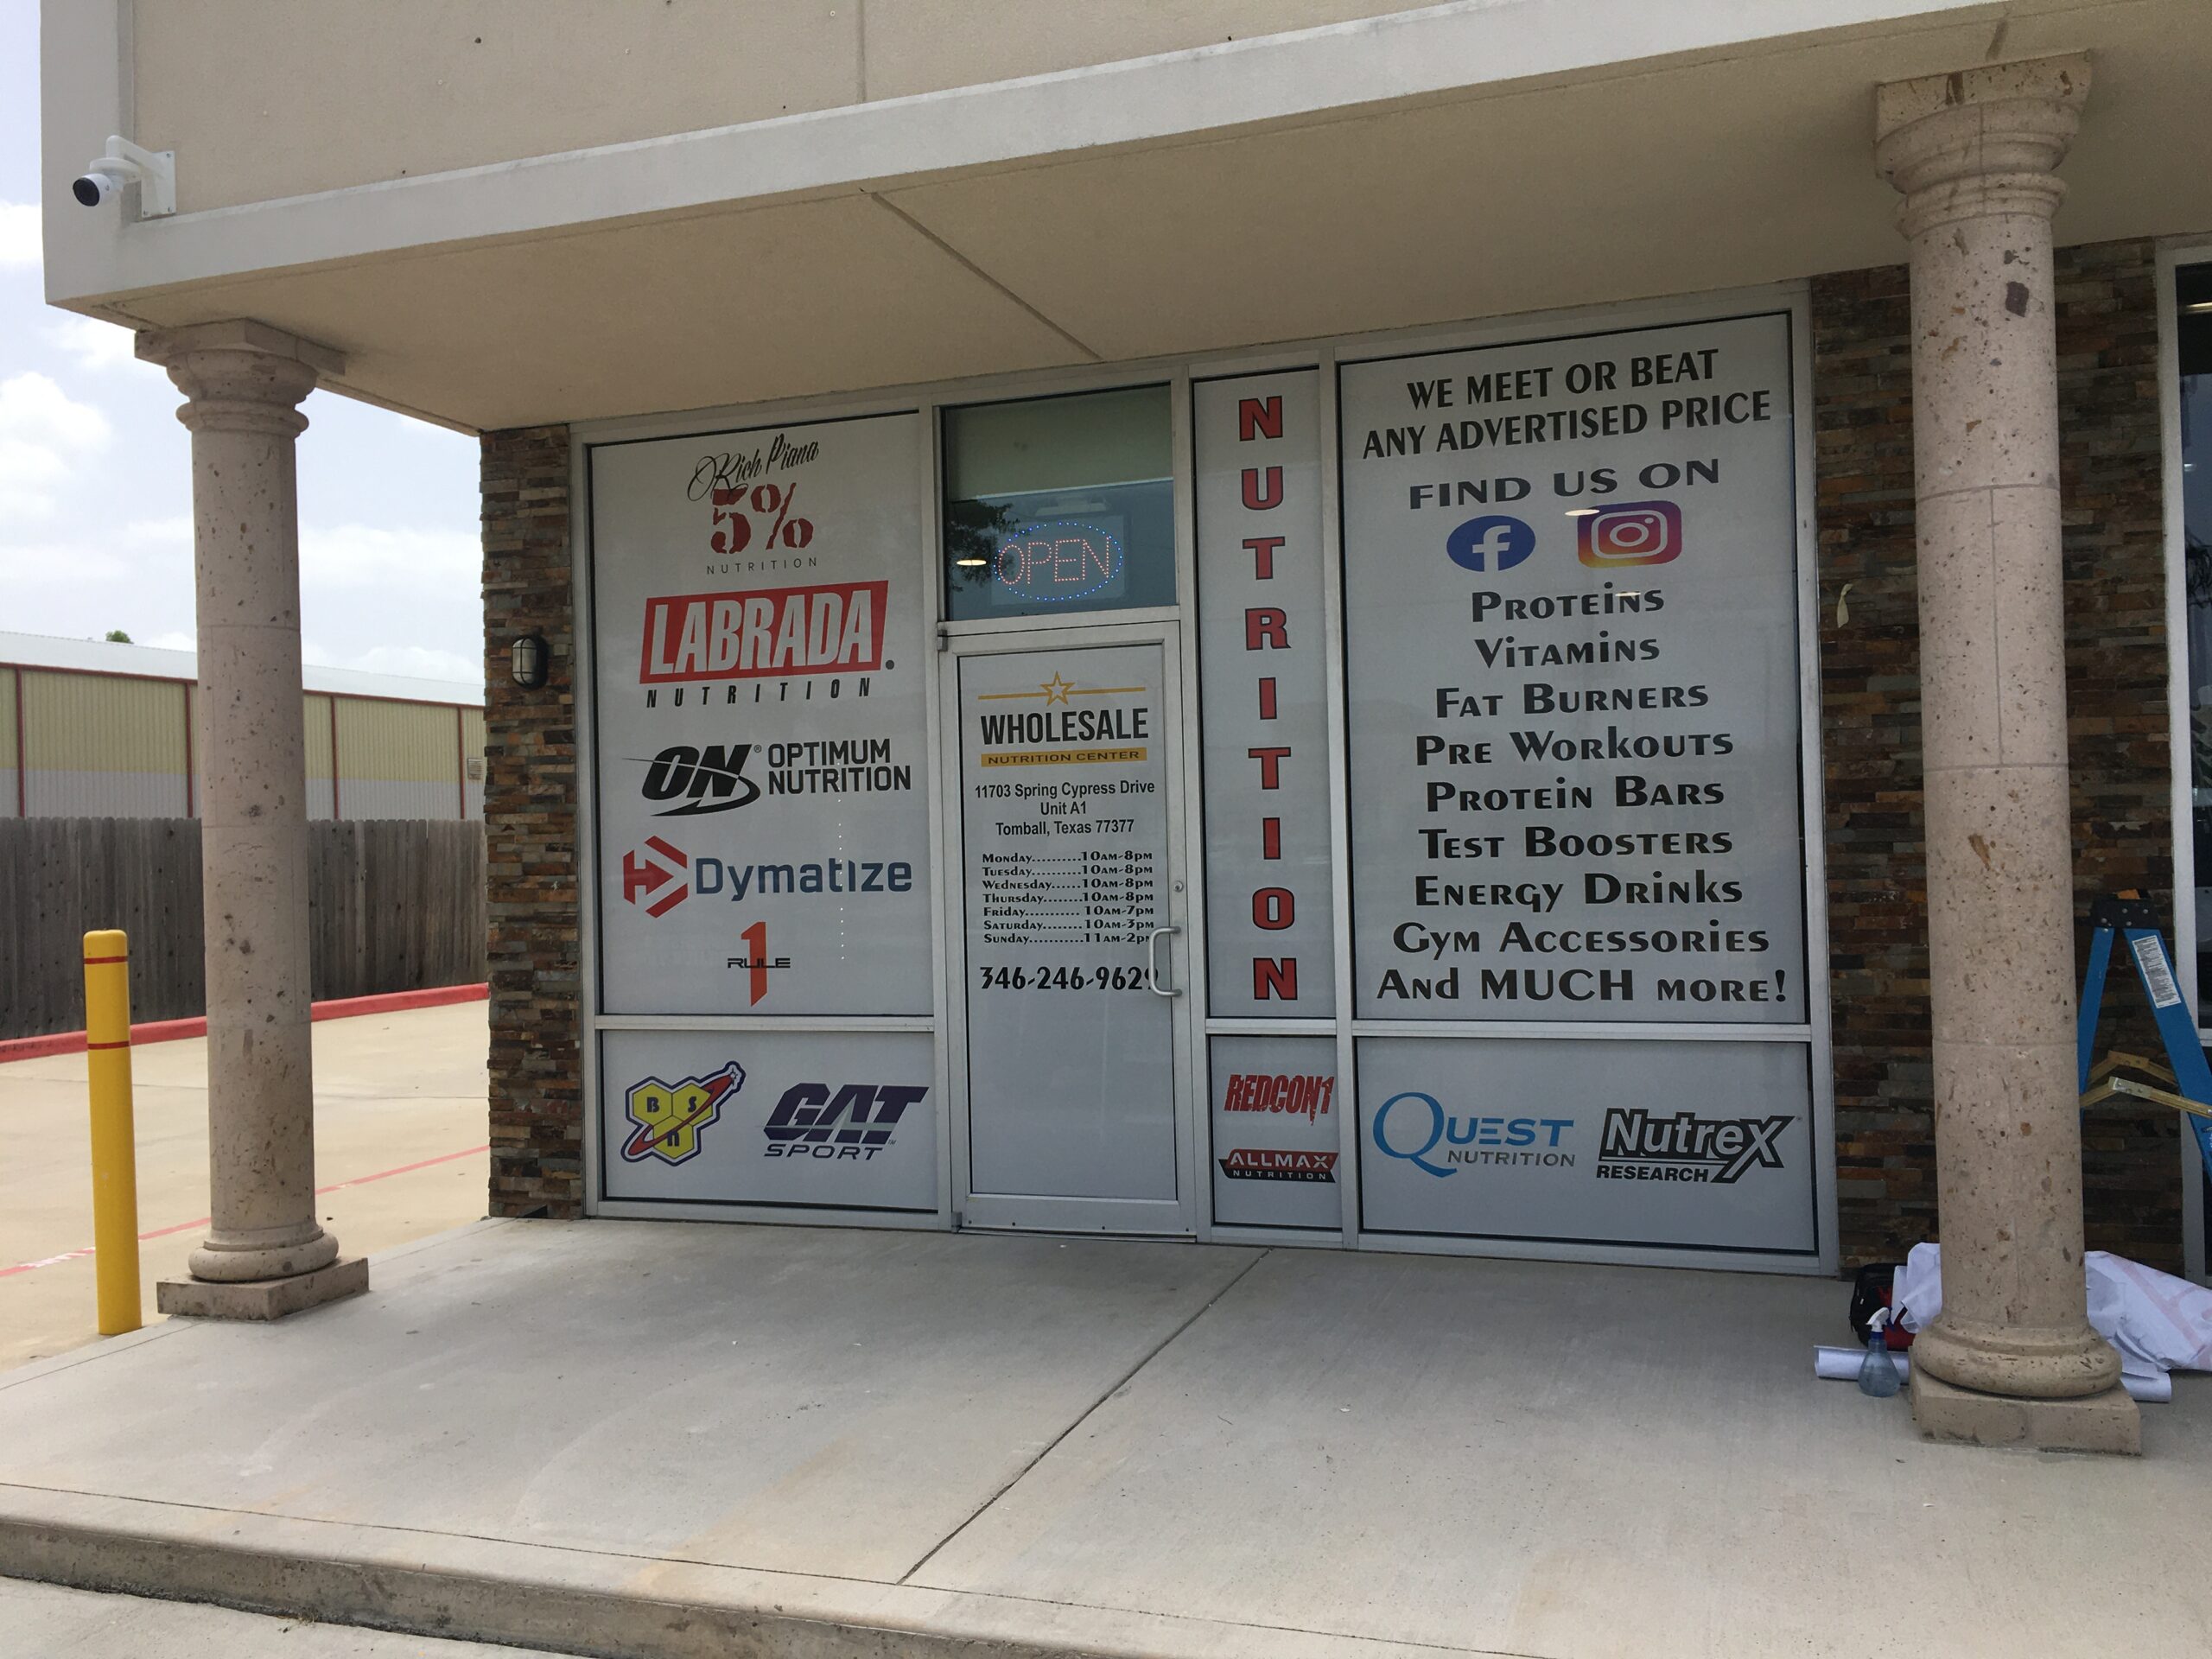 Rich Piana
5%
NUTRITION
LABRADA
NUTRITION
ON® OPTIMUM
NUTRITION
Dymatize
1
RULE
BSN
GAT
SPORT
OPEN
WHOLESALE
NUTRITION CENTER
11703 Spring Cypress Drive
Unit A1
Tomball, Texas 77377
Monday.........10am-8pm
Tuesday.........10am-8pm
Wednesday......10am-8pm
Thursday.......10am-8pm
Friday........... 10am-7pm
Saturday........10am-3pm
Sunday..........11am-2pm
346-246-9629
NUTRITION
REDCON1
ALLMAX
NUTRITION
WE MEET OR BEAT
ANY ADVERTISED PRICE
FIND US ON
Proteins
Vitamins
Fat Burners
Pre Workouts
Protein Bars
Test Boosters
Energy Drinks
Gym Accessories
And MUCH more!
QUEST
NUTRITION
Nutrex
RESEARCH